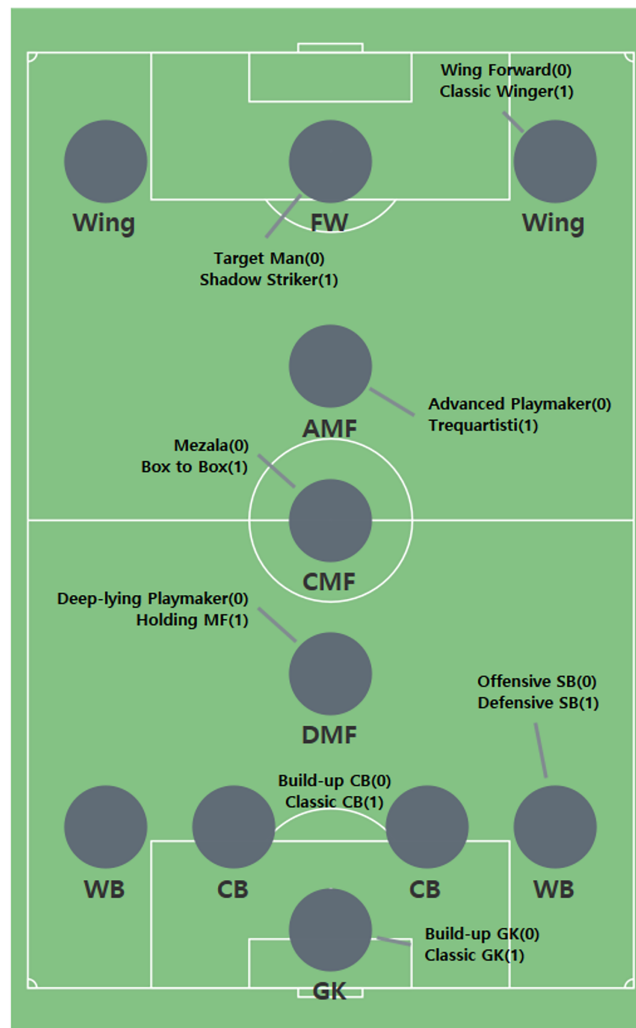 Wing Forward(0)
Classic Winger(1)
Wing
FW
Wing
Target Man(0)
Shadow Striker(1)
Advanced Playmaker(0)
Trequartisti(1)
AMF
Mezala(0)
Box to Box(1)
CMF
Deep-lying Playmaker(0)
Holding MF(1)
Offensive SB(0)
Defensive SB(1)
DMF
Build-up CB(0)
Classic CB(1)
WB
CB
CB
WB
Build-up GK(0)
Classic GK(1)
GK